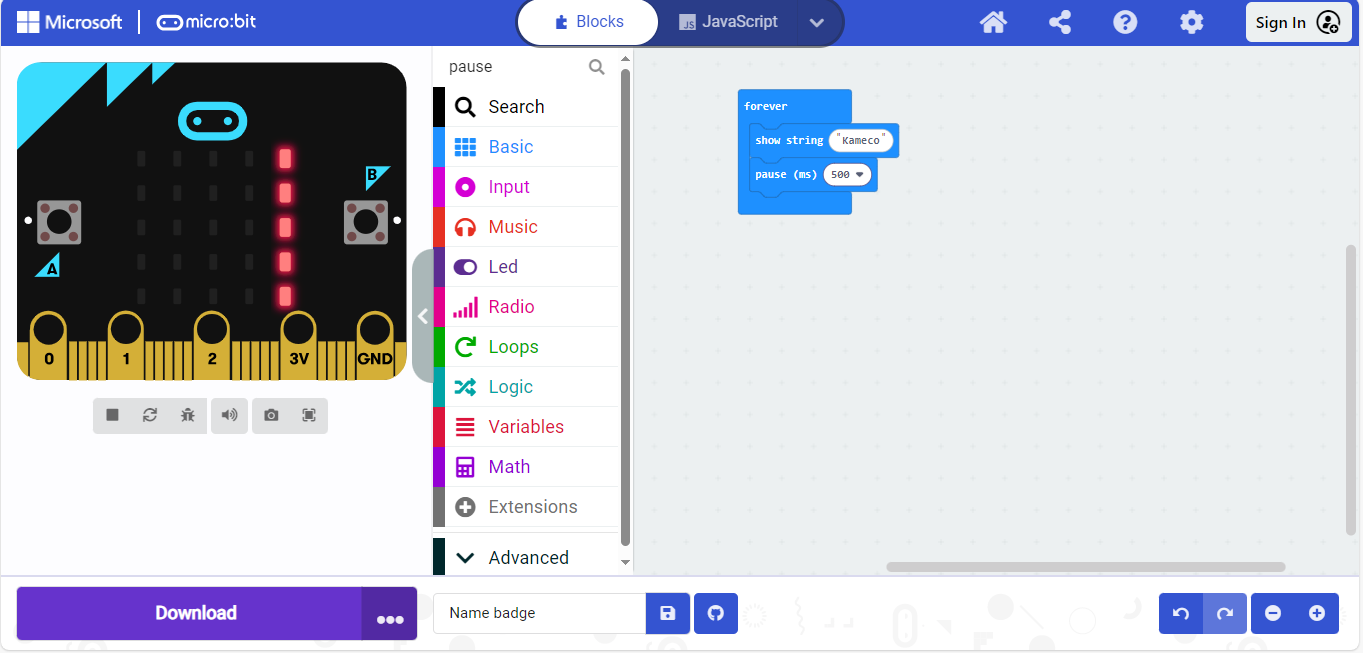 Microsoft micro:bit Blocks JavaScript Sign In
pause
Search
Basic
Input
Music
Led
Radio
Loops
Logic
Variables
Math
Extensions
Advanced
B
A
0 1 2 3V GND
forever
show string "Kameco"
pause (ms) 500
Download
Name badge